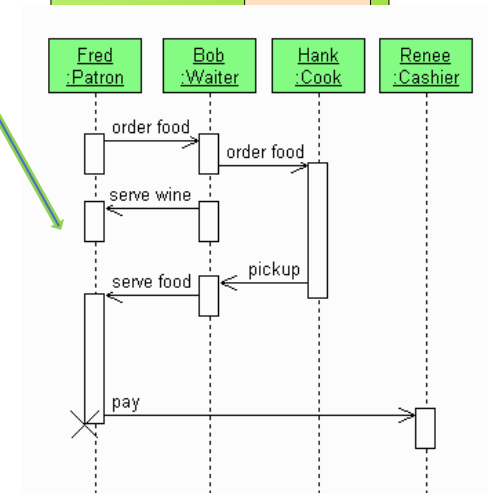 Fred
:Patron
Bob
:Waiter
Hank
:Cook
Renee
:Cashier
order food
order food
serve wine
pickup
serve food
pay